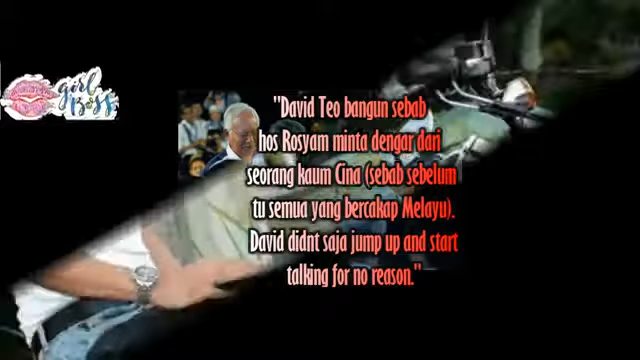 girl
Boss
"David Teo bangun sebab
hos Rosyam minta dengar dari
seorang kaum Cina (sebab sebelum
tu semua yang bercakap Melayu).
David didnt saja jump up and start
talking for no reason."